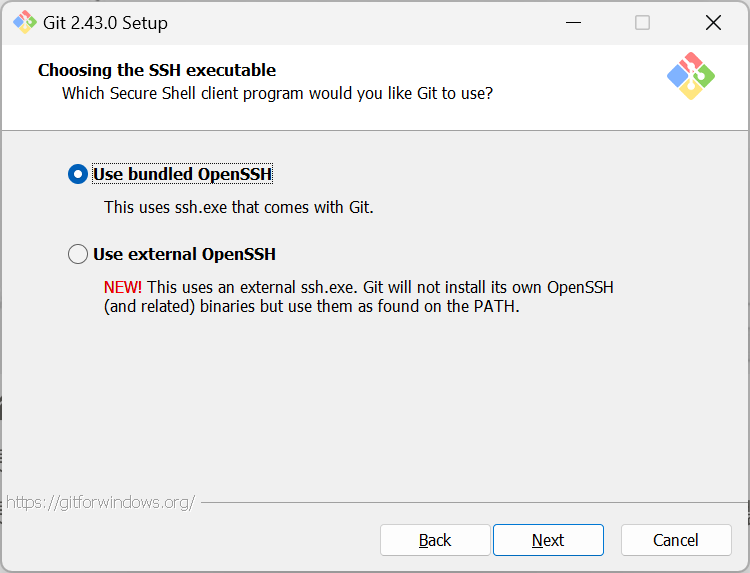 Git 2.43.0 Setup
Choosing the SSH executable
Which Secure Shell client program would you like Git to use?
Use bundled OpenSSH
This uses ssh.exe that comes with Git.
Use external OpenSSH
NEW! This uses an external ssh.exe. Git will not install its own OpenSSH
(and related) binaries but use them as found on the PATH.
https://gitforwindows.org/
Back
Next
Cancel